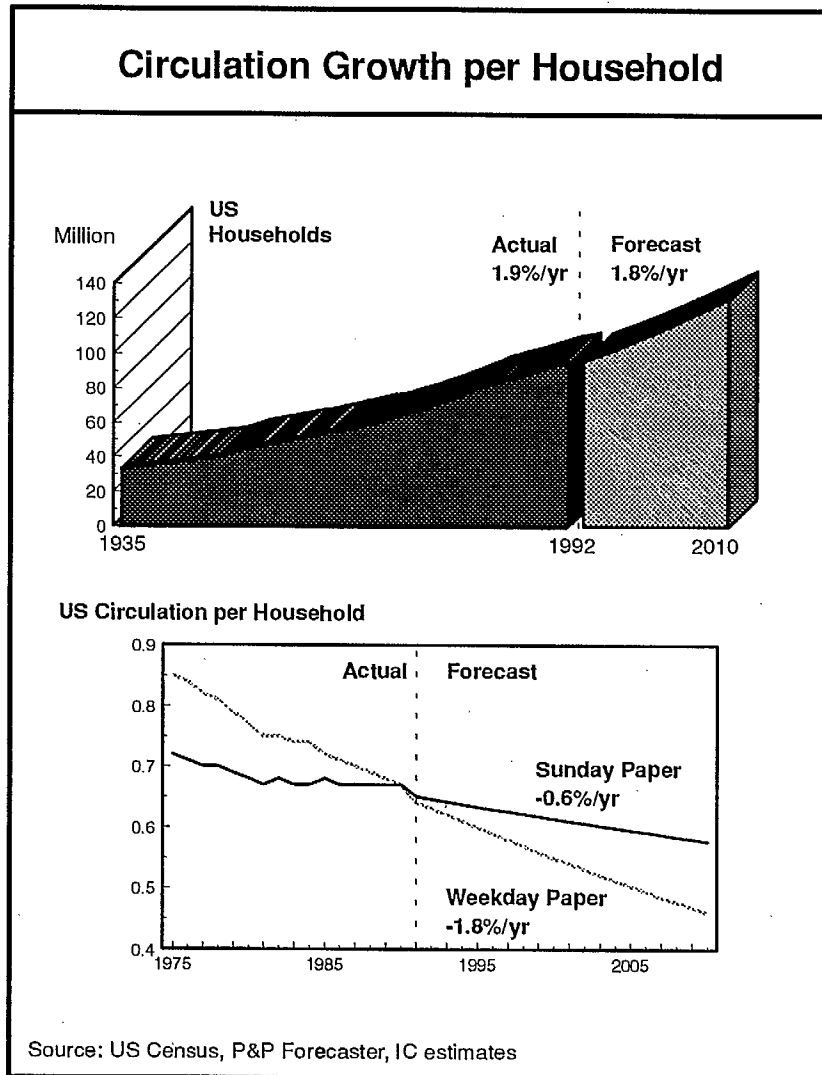 Circulation Growth per Household
US
Households
Million
Actual
1.9%/yr
Forecast
1.8%/yr
140
120
100
80
60
40
20
0
1935
1992
2010
US Circulation per Household
0.9
0.8
0.7
0.6
0.5
0.4
Actual
Forecast
Sunday Paper
-0.6%/yr
Weekday Paper
-1.8%/yr
1975
1985
1995
2005
Source: US Census, P&P Forecaster, IC estimates